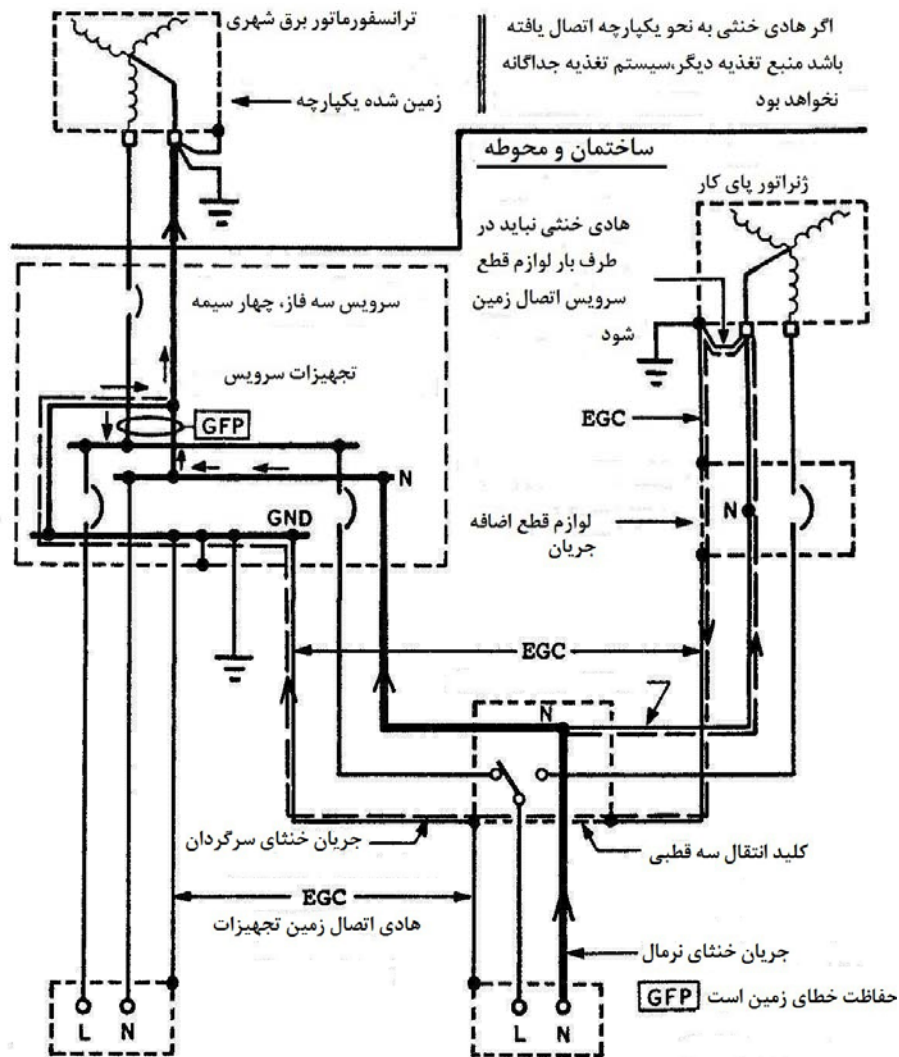 ترانسفورماتور برق شهری
زمین شده یکپارچه
اگر هادی خنثی به نحو یکپارچه اتصال یافته
باشد منبع تغذیه دیگر،سیستم تغذیه جداگانه
نخواهد بود
ساختمان و محوطه
ژنراتور پای کار
هادی خنثی نباید در
طرف بار لوازم قطع
سرویس اتصال زمین
شود
سرویس سه فاز، چهار سیمه
تجهیزات سرویس
GFP
EGC
N
GND
N
لوازم قطع اضافه
جریان
EGC
N
جریان خنثای سرگردان
کلید انتقال سه قطبی
EGC
هادی اتصال زمین تجهیزات
جریان خنثای نرمال
L N
L N
GFP حفاظت خطای زمین است